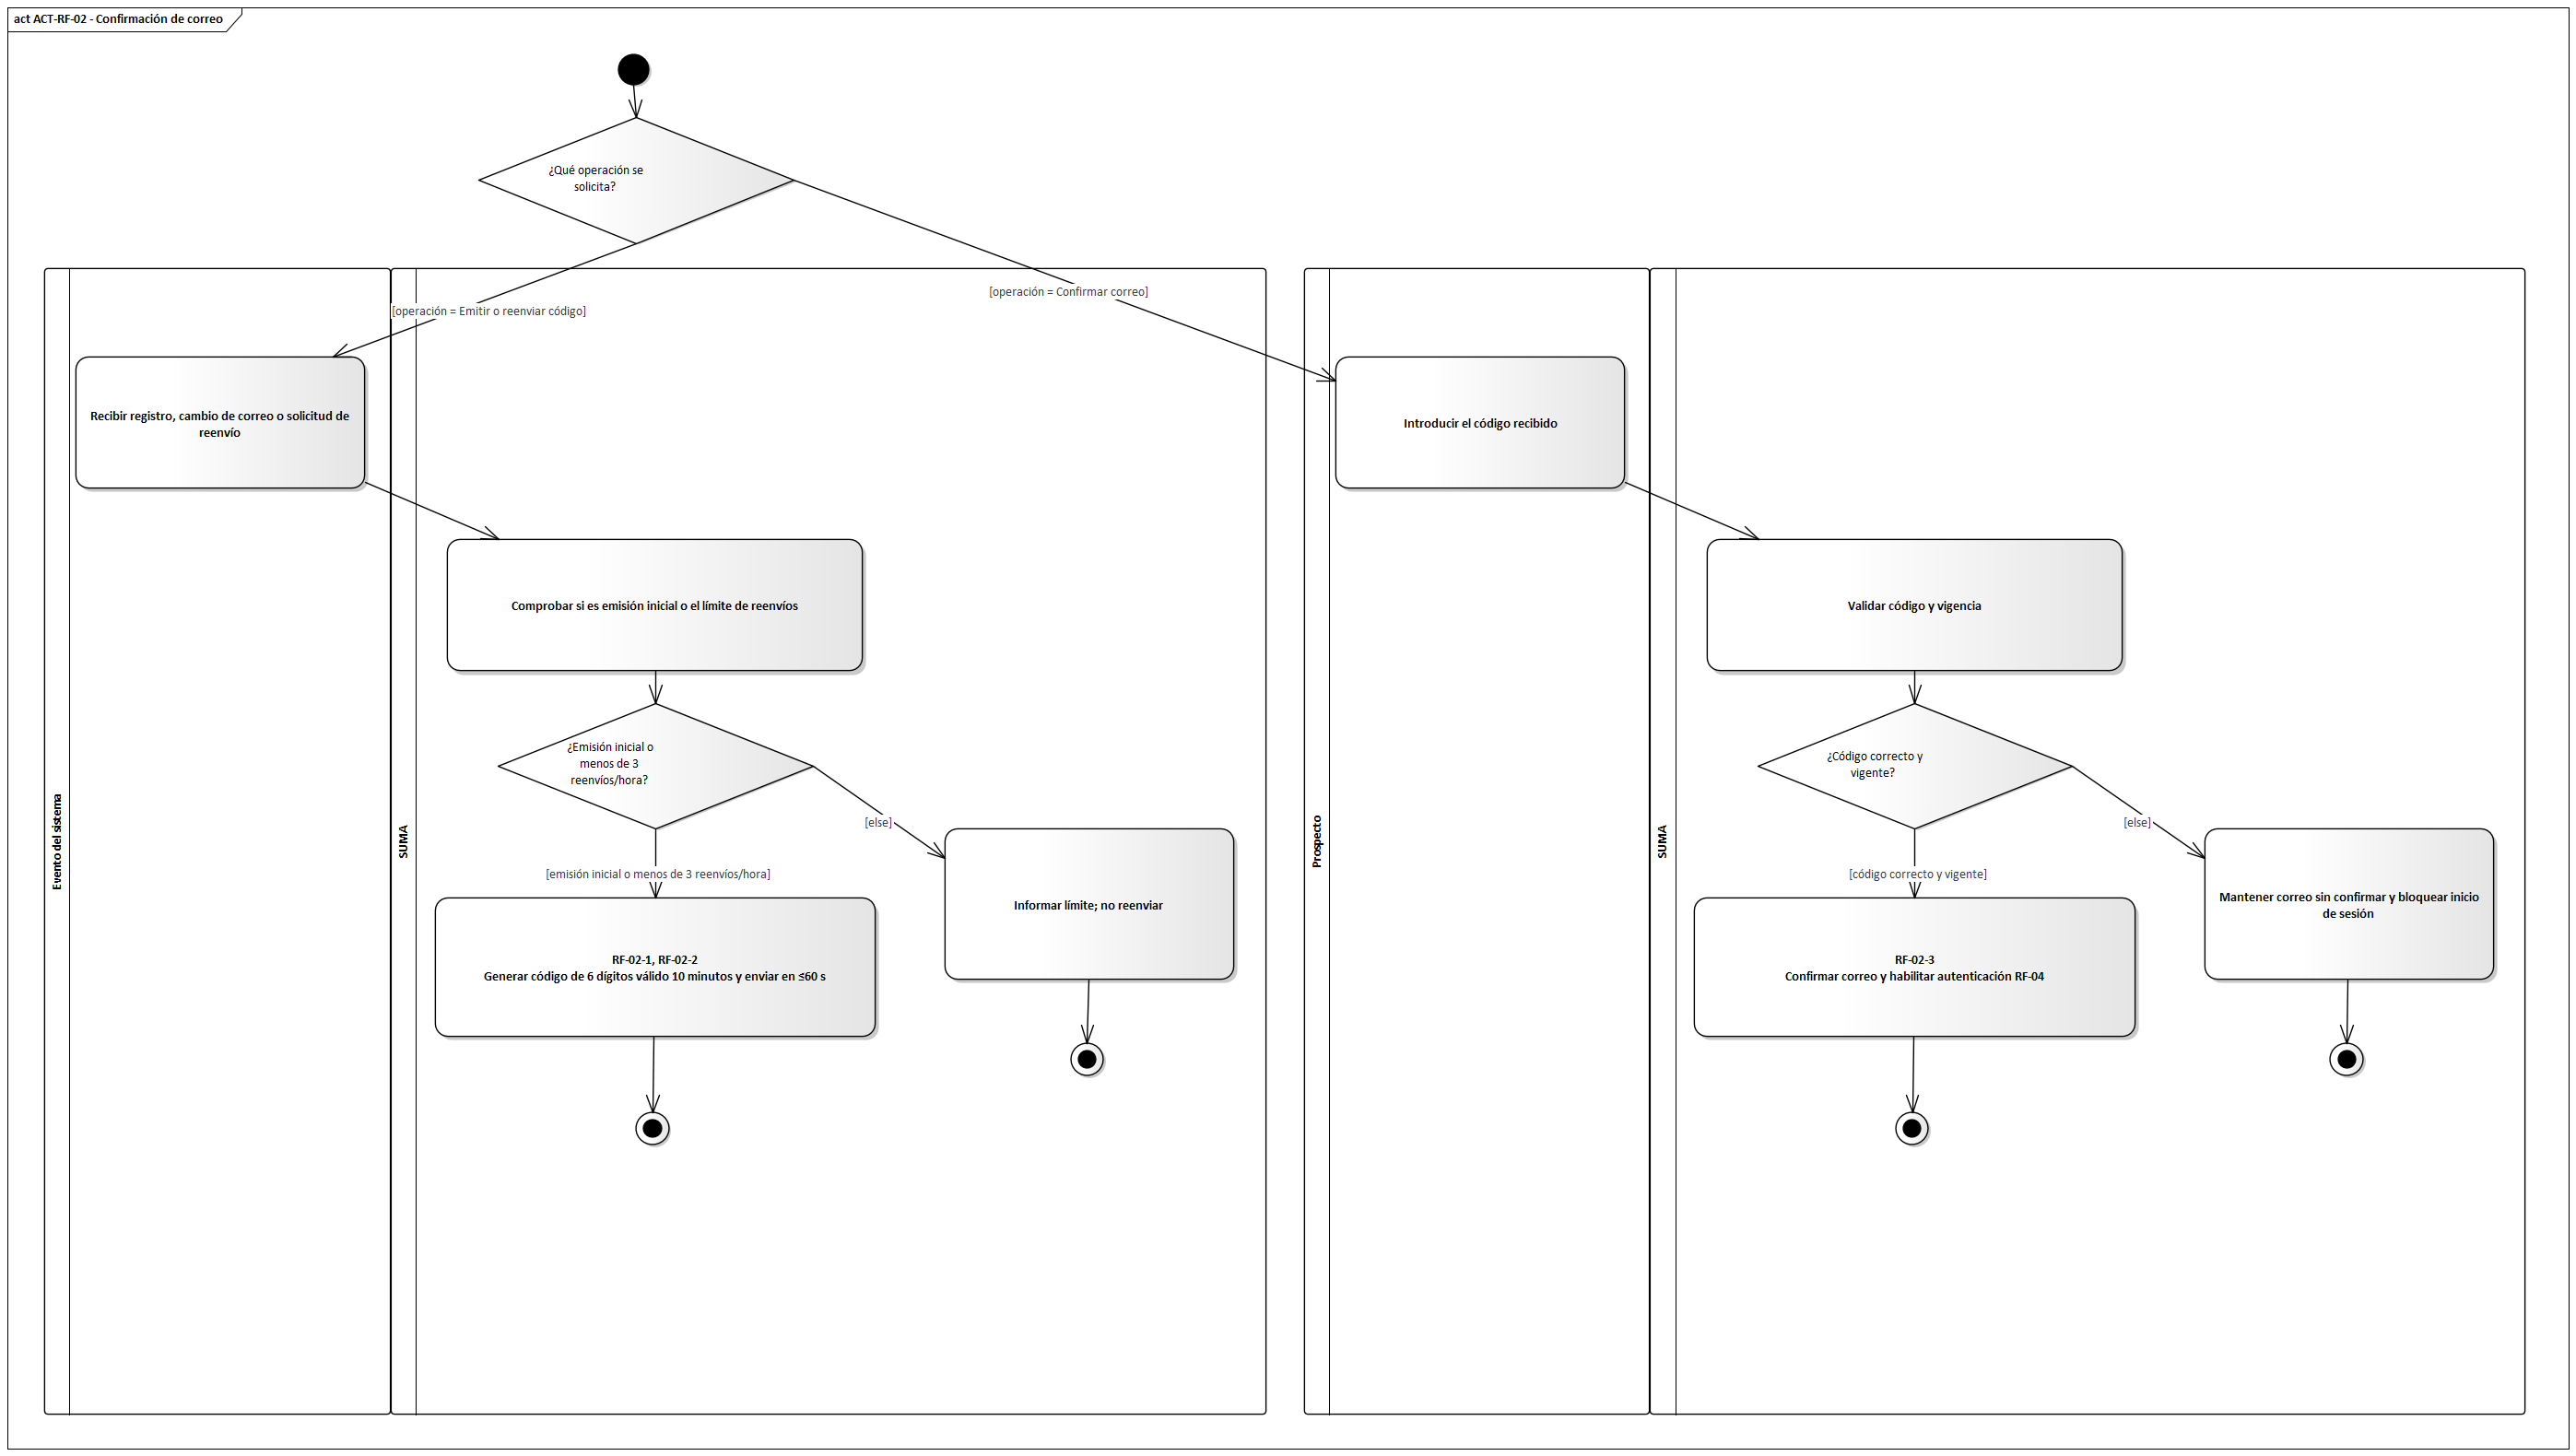 act ACT-RF-02 - Confirmación de correo
¿Qué operación se
solicita?
[operación = Confirmar correo]
[operación = Emitir o reenviar código]
Evento del sistema
Recibir registro, cambio de correo o solicitud de
reenvío
SUMA
Comprobar si es emisión inicial o el límite de reenvíos
¿Emisión inicial o
menos de 3
reenvíos/hora?
[else]
[emisión inicial o menos de 3 reenvíos/hora]
Informar límite; no reenviar
RF-02-1, RF-02-2
Generar código de 6 dígitos válido 10 minutos y enviar en ≤60 s
Prospecto
Introducir el código recibido
SUMA
Validar código y vigencia
¿Código correcto y
vigente?
[else]
[código correcto y vigente]
Mantener correo sin confirmar y bloquear inicio
de sesión
RF-02-3
Confirmar correo y habilitar autenticación RF-04